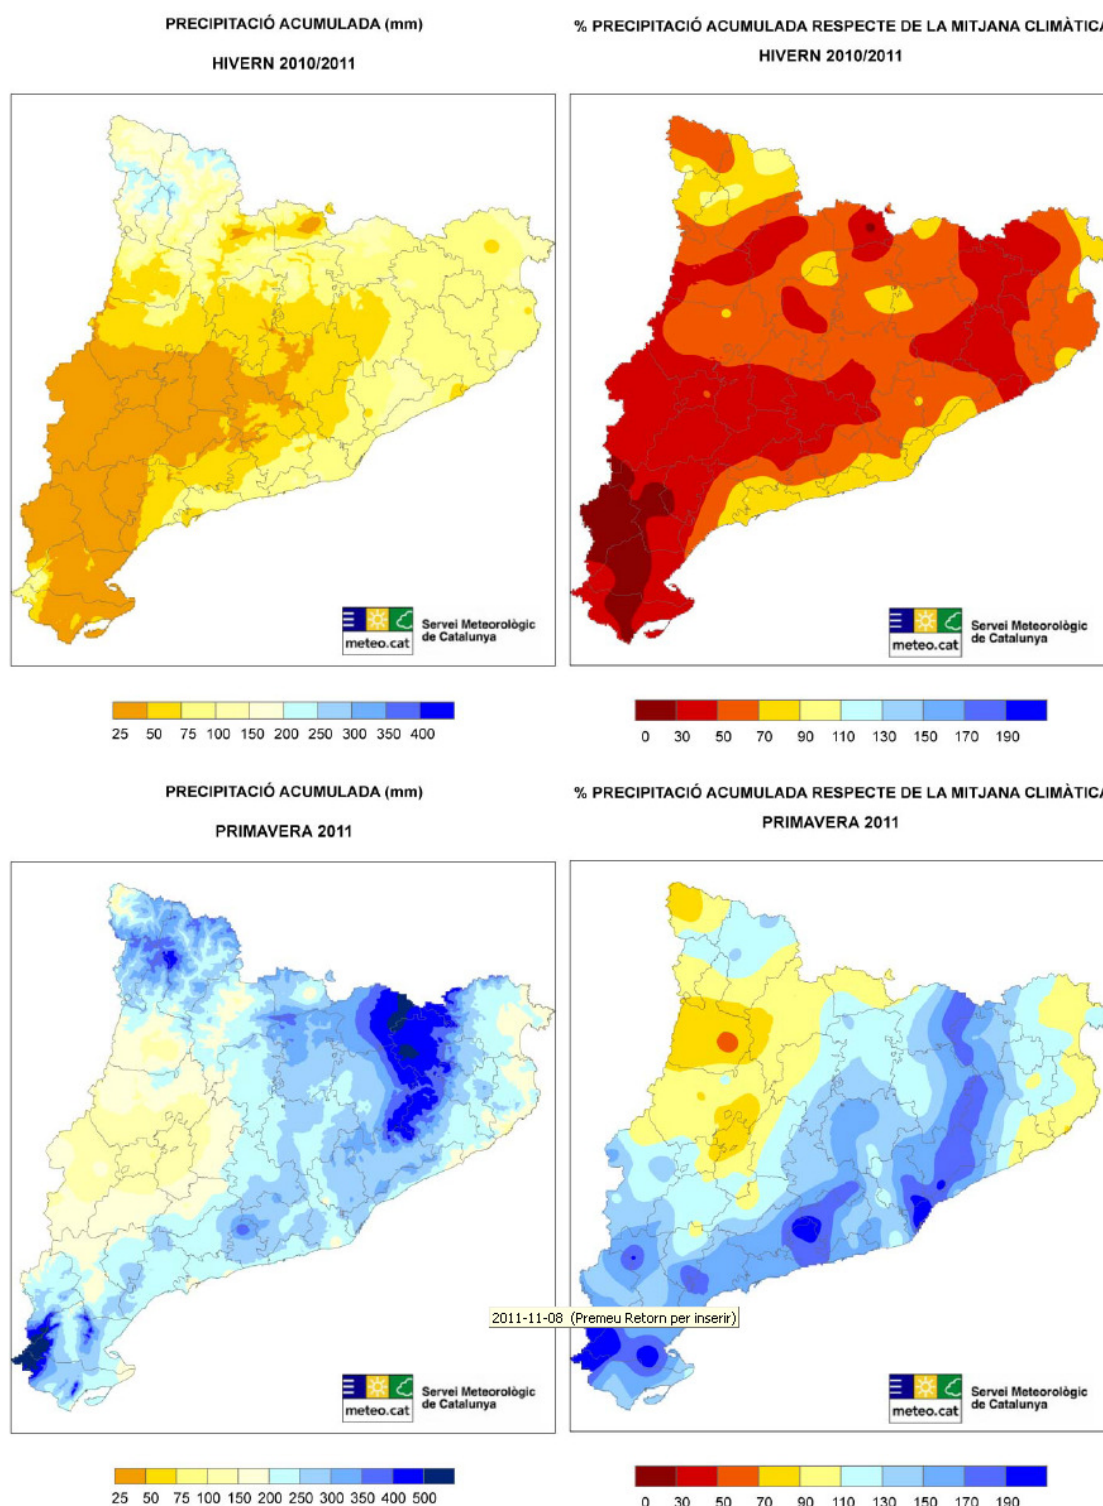 PRECIPITACIÓ ACUMULADA (mm)
HIVERN 2010/2011
% PRECIPITACIÓ ACUMULADA RESPECTE DE LA MITJANA CLIMÀTICA
HIVERN 2010/2011
meteo.cat
Servei Meteorològic
de Catalunya
meteo.cat
Servei Meteorològic
de Catalunya
25 50 75 100 150 200 250 300 350 400
0 30 50 70 90 110 130 150 170 190
PRECIPITACIÓ ACUMULADA (mm)
PRIMAVERA 2011
% PRECIPITACIÓ ACUMULADA RESPECTE DE LA MITJANA CLIMÀTICA
PRIMAVERA 2011
2011-11-08 (Premeu Retorn per inserir)
meteo.cat
Servei Meteorològic
de Catalunya
meteo.cat
Servei Meteorològic
de Catalunya
25 50 75 100 150 200 250 300 350 400 500
0 30 50 70 90 110 130 150 170 190